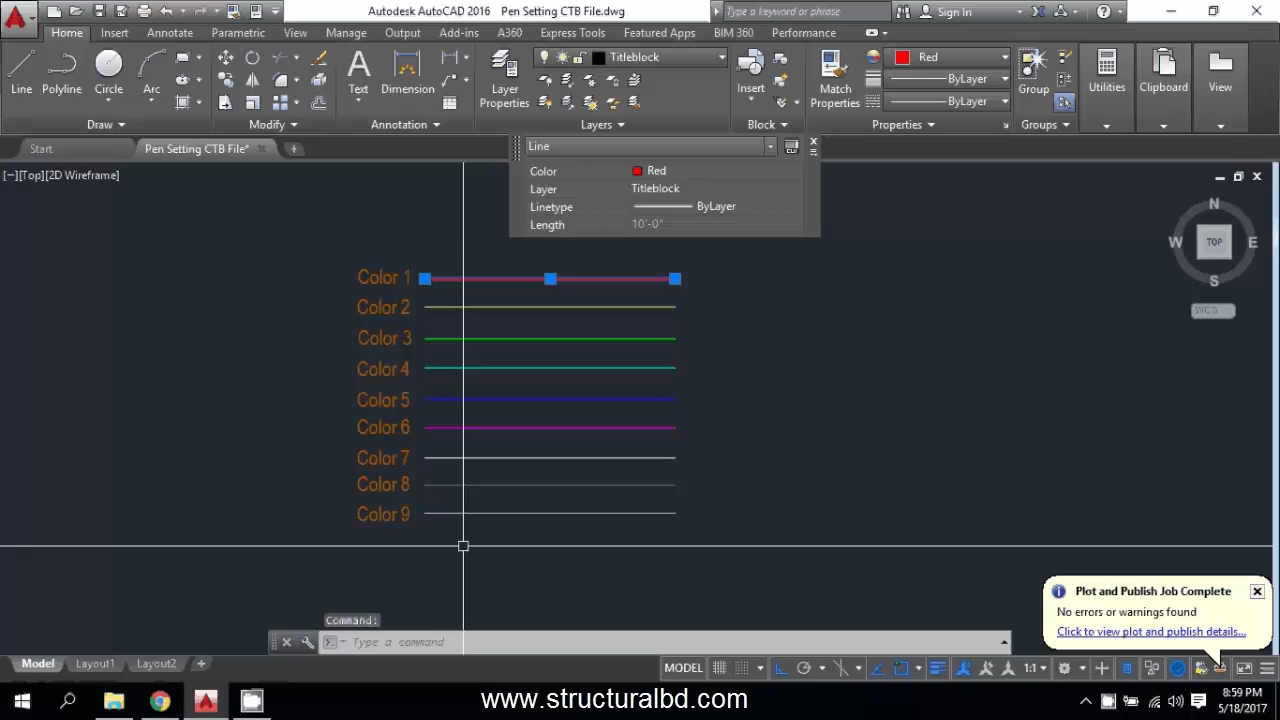 Autodesk AutoCAD 2016 Pen Setting CTB File.dwg
Type a keyword or phrase
Sign In
Home Insert Annotate Parametric View Manage Output Add-ins A360 Express Tools Featured Apps BIM 360 Performance
Titleblock
Red
ByLayer
ByLayer
Line Polyline Circle Arc Text Dimension Layer Properties Insert Match Properties Group Utilities Clipboard View
Draw Modify Annotation Layers Block Properties Groups
Start Pen Setting CTB File*
Line
Color Red
Layer Titleblock
Linetype ByLayer
Length 10'-0"
[−][Top][2D Wireframe]
N
W TOP E
S
WCS
Color 1
Color 2
Color 3
Color 4
Color 5
Color 6
Color 7
Color 8
Color 9
Plot and Publish Job Complete
No errors or warnings found
Click to view plot and publish details...
Command:
Type a command
Model Layout1 Layout2
MODEL 1:1
www.structuralbd.com
8:59 PM
5/18/2017